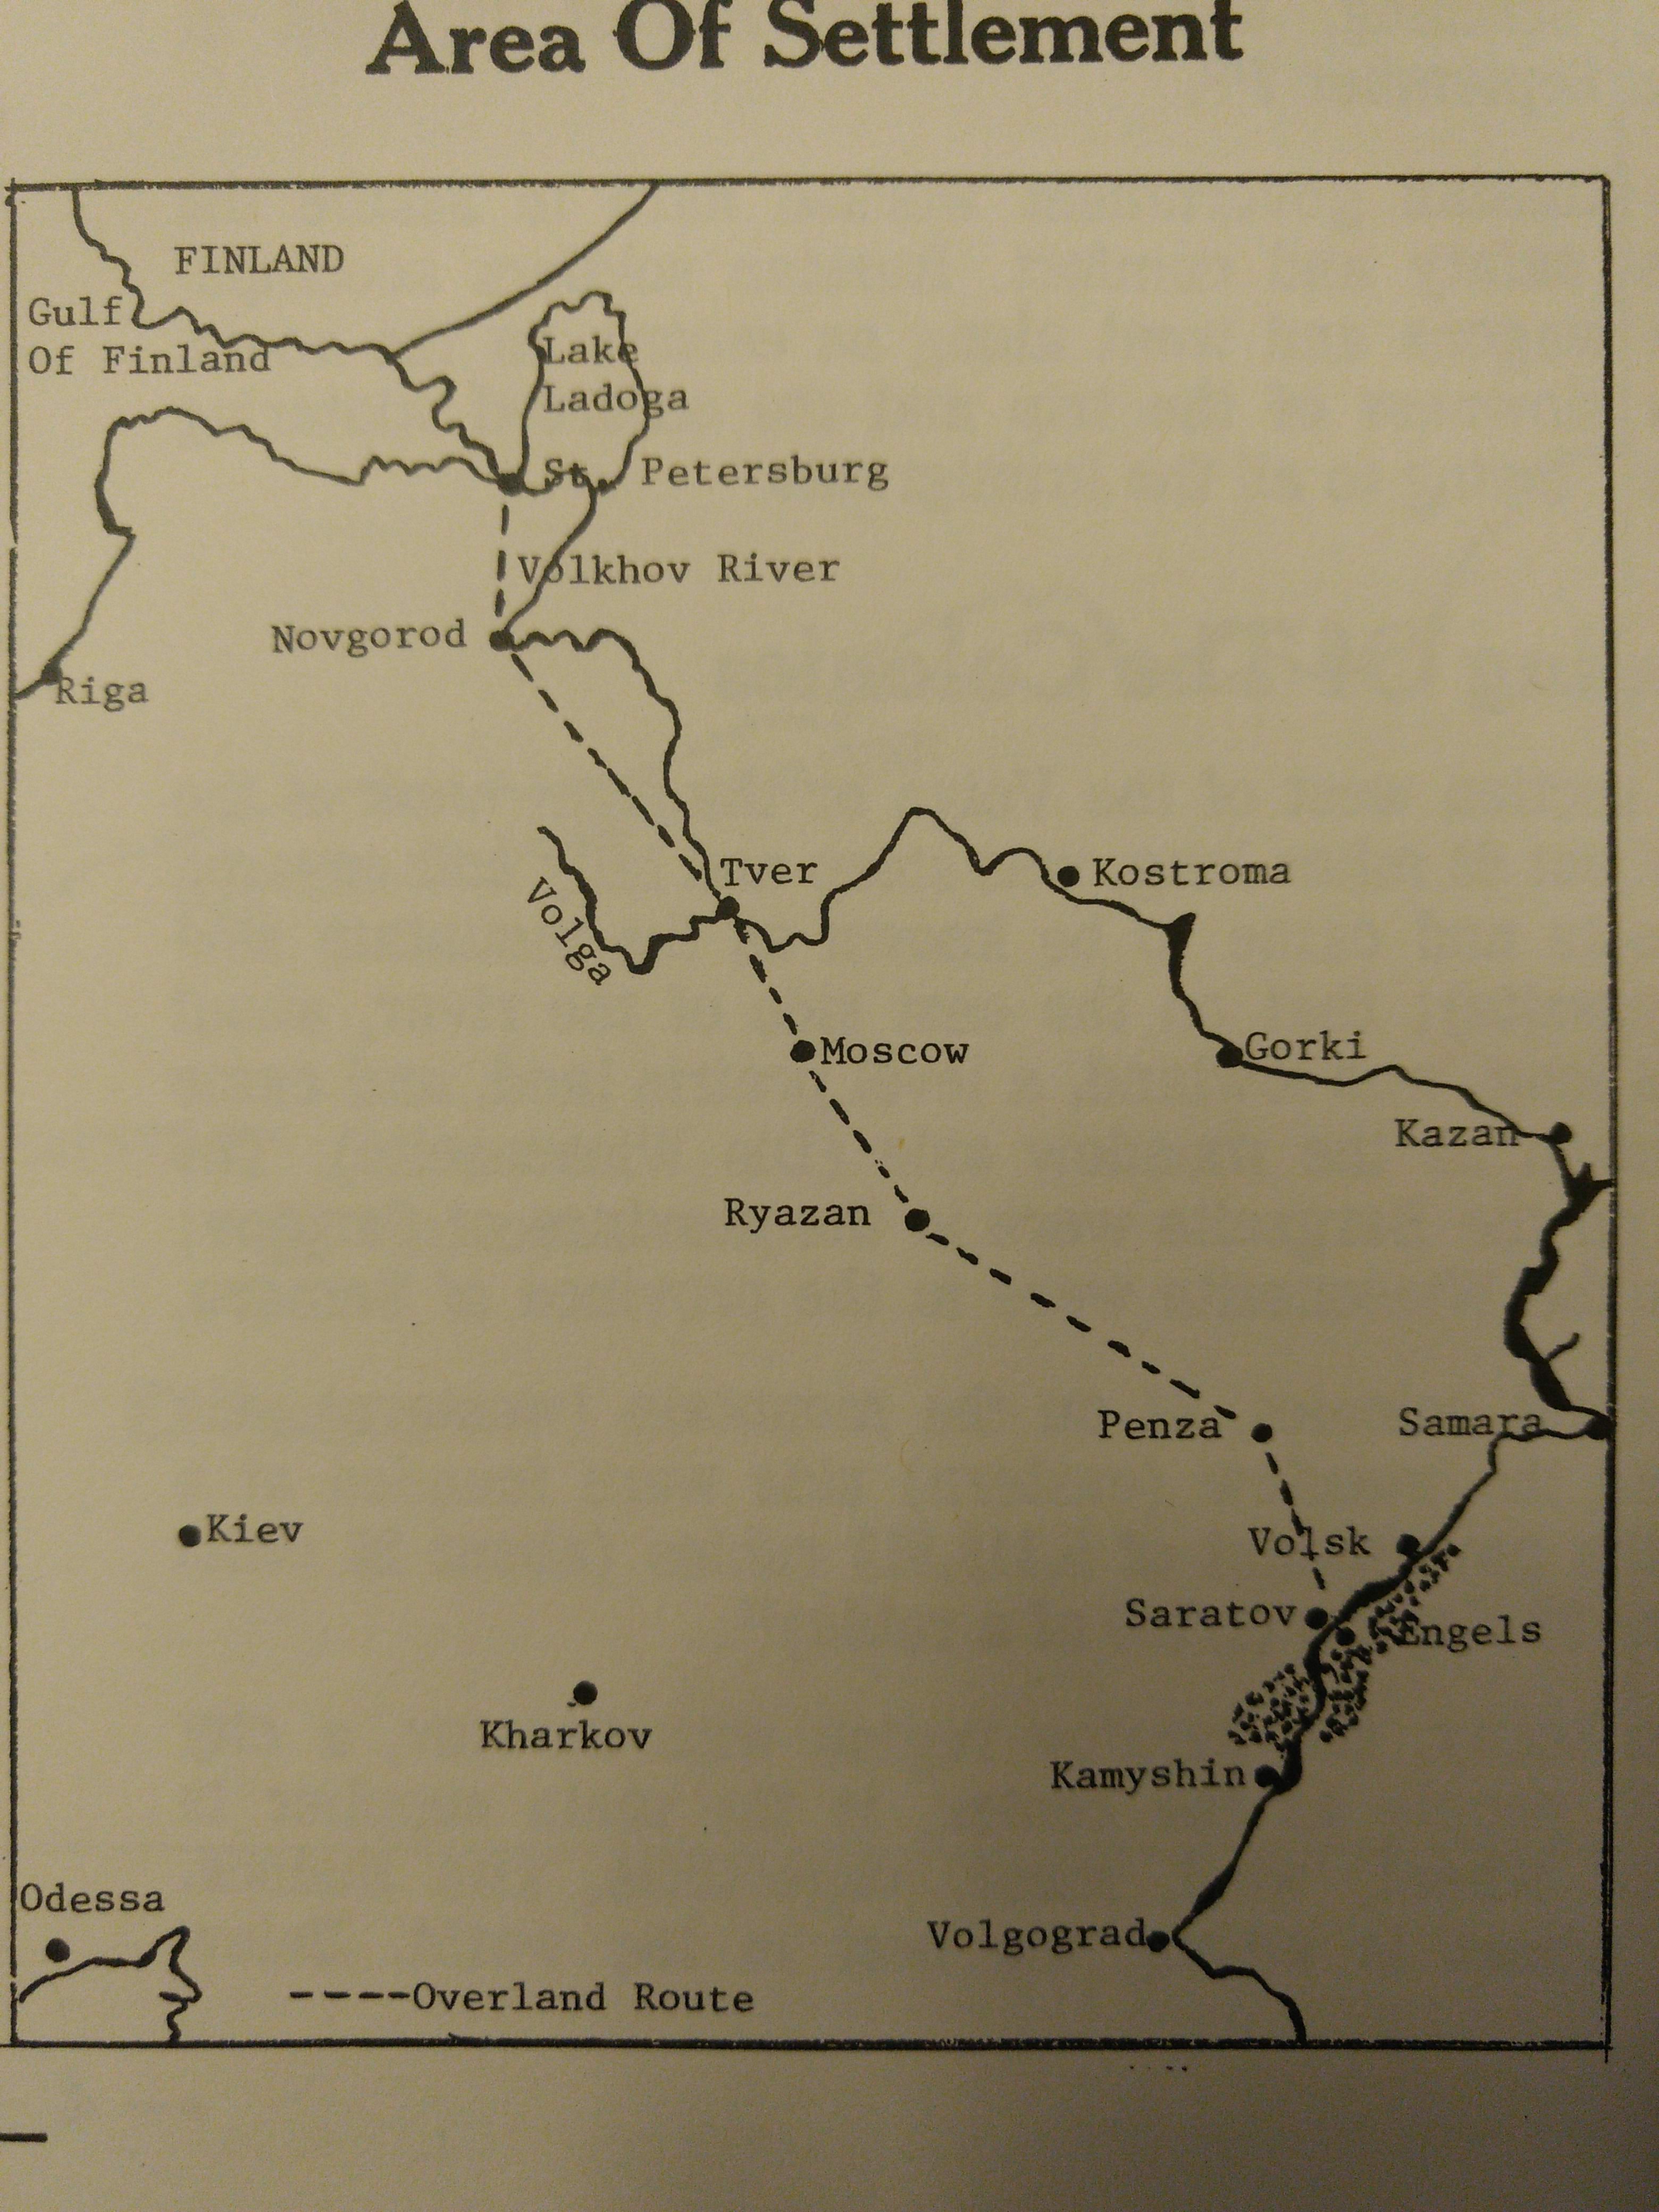 Area Of Settlement
FINLAND
Gulf
Of Finland
Lake
Ladoga
St. Petersburg
Volkhov River
Novgorod
Riga
Tver
Kostroma
Volga
Moscow
Gorki
Kazan
Ryazan
Penza
Samara
Kiev
Volsk
Saratov
Engels
Kharkov
Kamyshin
Odessa
Volgograd
----Overland Route